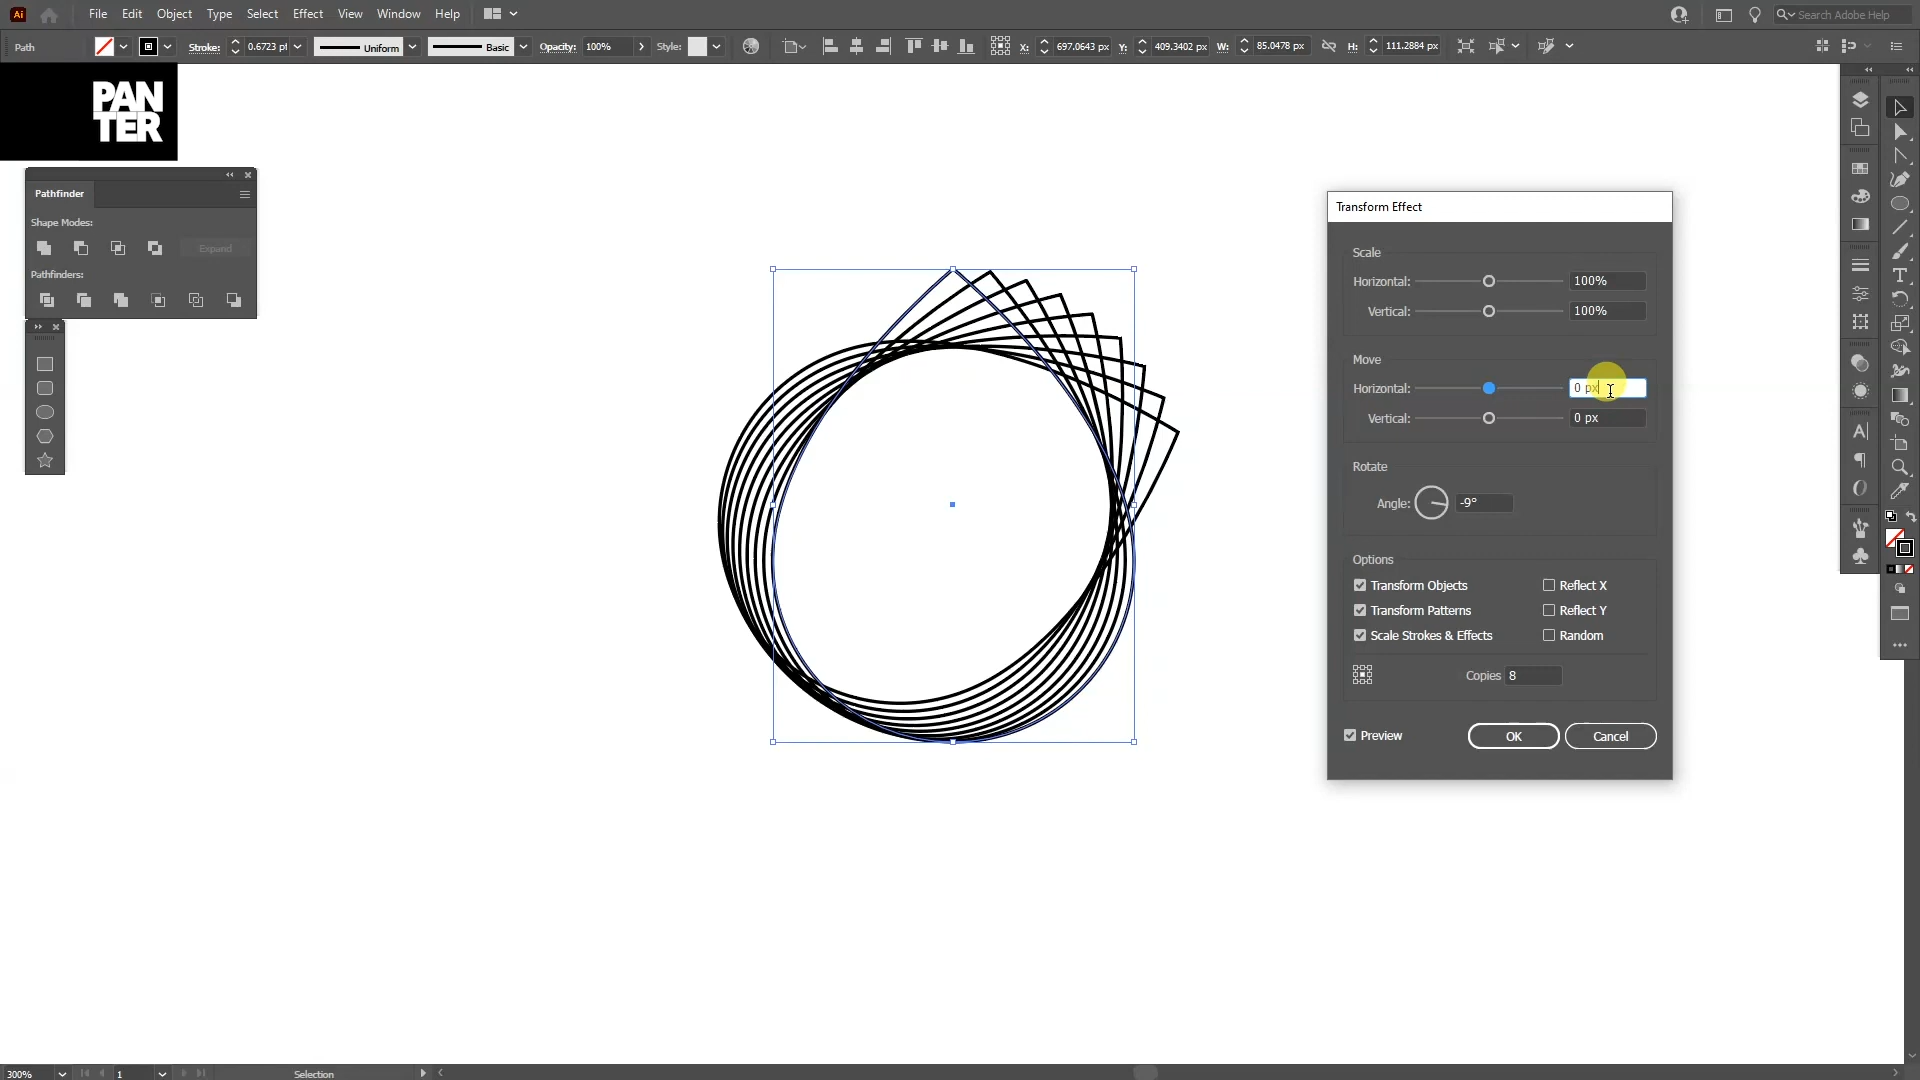 Ai File Edit Object Type Select Effect View Window Help Search Adobe Help
Path Stroke: 0.6723 pt Uniform Basic Opacity: 100% Style: X: 697.0643 px Y: 409.3402 px W: 85.0478 px H: 111.2884 px
PAN
TER
Pathfinder
Shape Modes:
Expand
Pathfinders:
Transform Effect
Scale
Horizontal: 100%
Vertical: 100%
Move
Horizontal: 0 px
Vertical: 0 px
Rotate
Angle: -9°
Options
Transform Objects Reflect X
Transform Patterns Reflect Y
Scale Strokes & Effects Random
Copies 8
Preview OK Cancel
300% 1 Selection